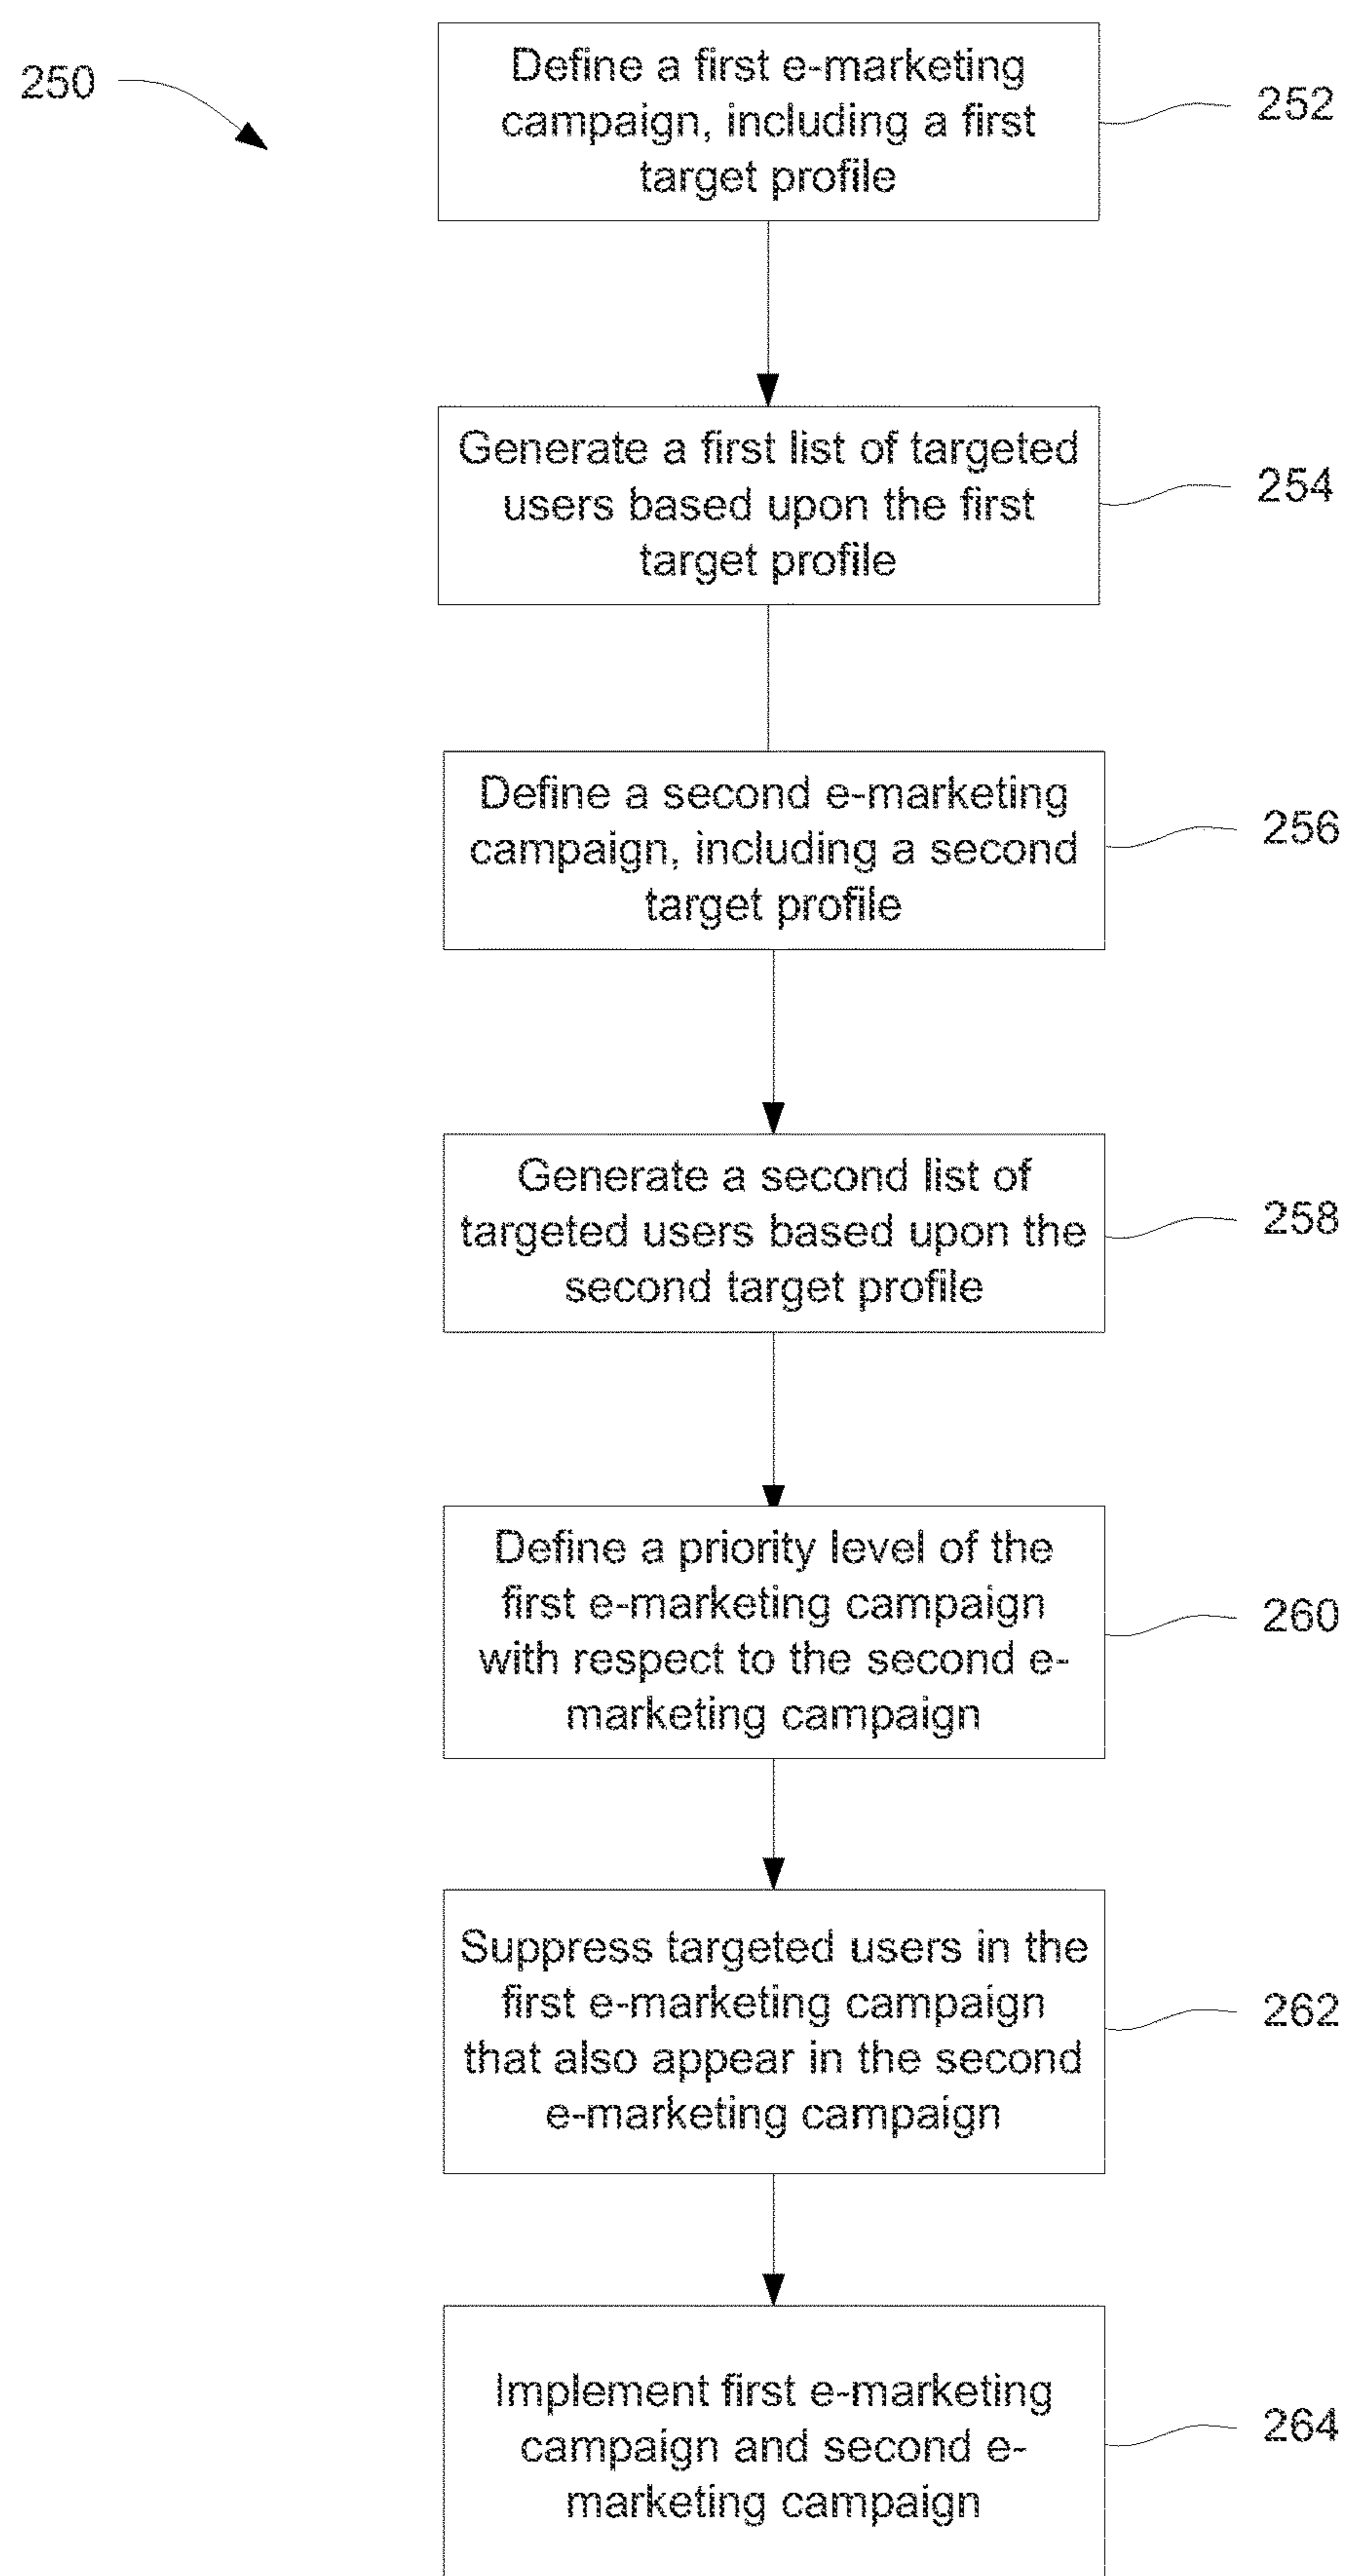 250
Define a first e-marketing
campaign, including a first
target profile
252
Generate a first list of targeted
users based upon the first
target profile
254
Define a second e-marketing
campaign, including a second
target profile
256
Generate a second list of
targeted users based upon the
second target profile
258
Define a priority level of the
first e-marketing campaign
with respect to the second e-
marketing campaign
260
Suppress targeted users in the
first e-marketing campaign
that also appear in the second
e-marketing campaign
262
Implement first e-marketing
campaign and second e-
marketing campaign
264